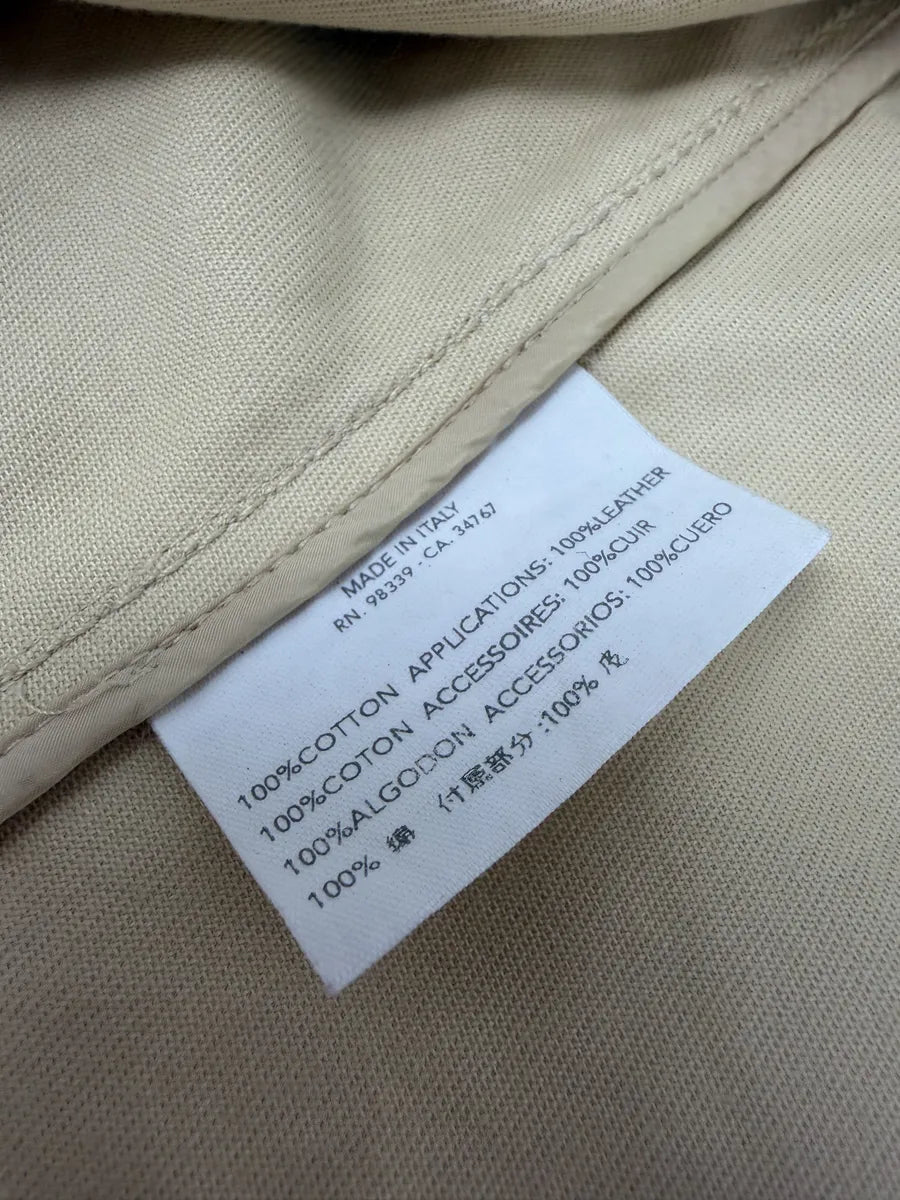 MADE IN ITALY
RN. 98339 - CA. 34767
100%COTTON APPLICATIONS: 100%LEATHER
100%COTON ACCESSOIRES: 100%CUIR
100%ALGODON ACCESSORIOS: 100%CUERO
100% 綿 付属部分:100% 皮